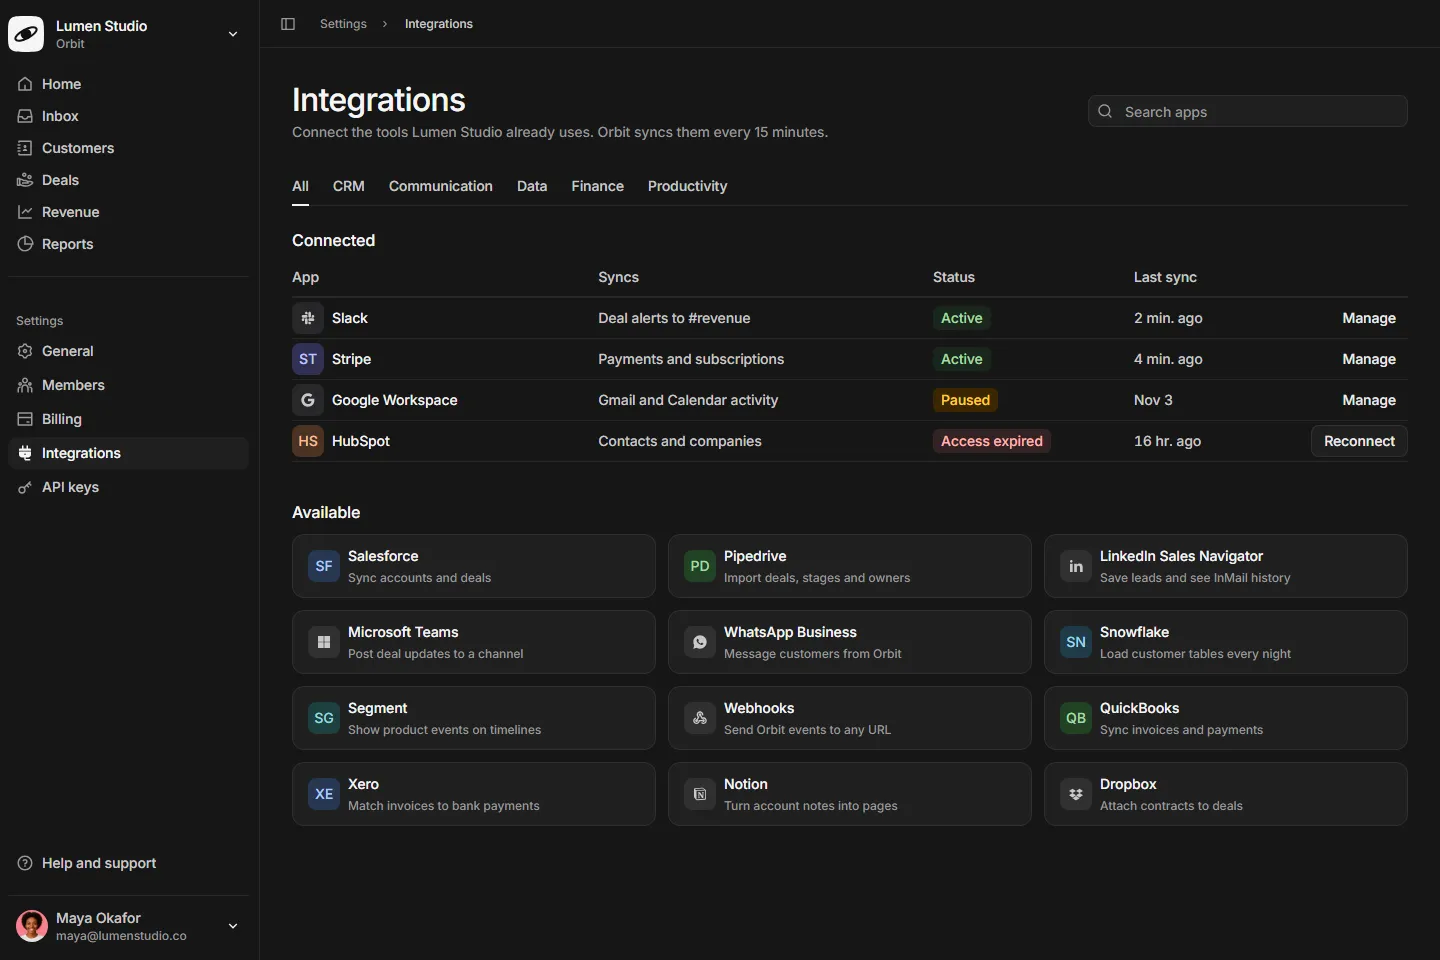 Lumen Studio
Orbit
Home
Inbox
Customers
Deals
Revenue
Reports
Settings
General
Members
Billing
Integrations
API keys
Help and support
Maya Okafor
maya@lumenstudio.co
Settings > Integrations
Integrations
Connect the tools Lumen Studio already uses. Orbit syncs them every 15 minutes.
Search apps
All CRM Communication Data Finance Productivity
Connected
App Syncs Status Last sync
Slack Deal alerts to #revenue Active 2 min. ago Manage
ST Stripe Payments and subscriptions Active 4 min. ago Manage
G Google Workspace Gmail and Calendar activity Paused Nov 3 Manage
HS HubSpot Contacts and companies Access expired 16 hr. ago Reconnect
Available
SF Salesforce
Sync accounts and deals
PD Pipedrive
Import deals, stages and owners
in LinkedIn Sales Navigator
Save leads and see InMail history
Microsoft Teams
Post deal updates to a channel
WhatsApp Business
Message customers from Orbit
SN Snowflake
Load customer tables every night
SG Segment
Show product events on timelines
Webhooks
Send Orbit events to any URL
QB QuickBooks
Sync invoices and payments
XE Xero
Match invoices to bank payments
Notion
Turn account notes into pages
Dropbox
Attach contracts to deals